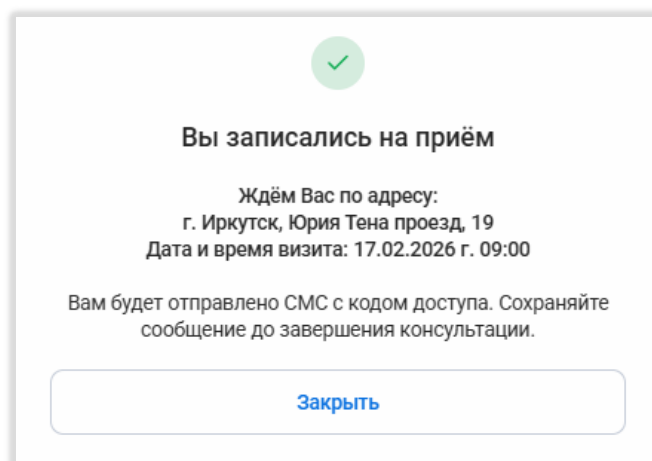 Вы записались на приём
Ждём Вас по адресу:
г. Иркутск, Юрия Тена проезд, 19
Дата и время визита: 17.02.2026 г. 09:00
Вам будет отправлено СМС с кодом доступа. Сохраняйте
сообщение до завершения консультации.
Закрыть